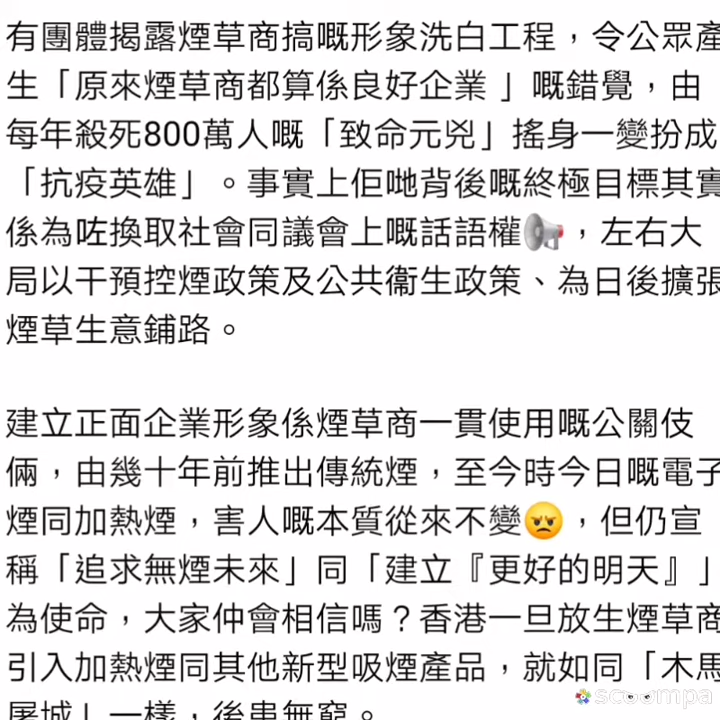 有團體揭露煙草商搞嘅形象洗白工程，令公眾產
生「原來煙草商都算係良好企業 」嘅錯覺，由
每年殺死800萬人嘅「致命元兇」搖身一變扮成
「抗疫英雄」。事實上佢哋背後嘅終極目標其實
係為咗換取社會同議會上嘅話語權📢，左右大
局以干預控煙政策及公共衞生政策、為日後擴張
煙草生意鋪路。
建立正面企業形象係煙草商一貫使用嘅公關伎
倆，由幾十年前推出傳統煙，至今時今日嘅電子
煙同加熱煙，害人嘅本質從來不變😠，但仍宣
稱「追求無煙未來」同「建立『更好的明天』」
為使命，大家仲會相信嗎？香港一旦放生煙草商
引入加熱煙同其他新型吸煙產品，就如同「木馬
屠城」一樣，後患無窮。
scoompa